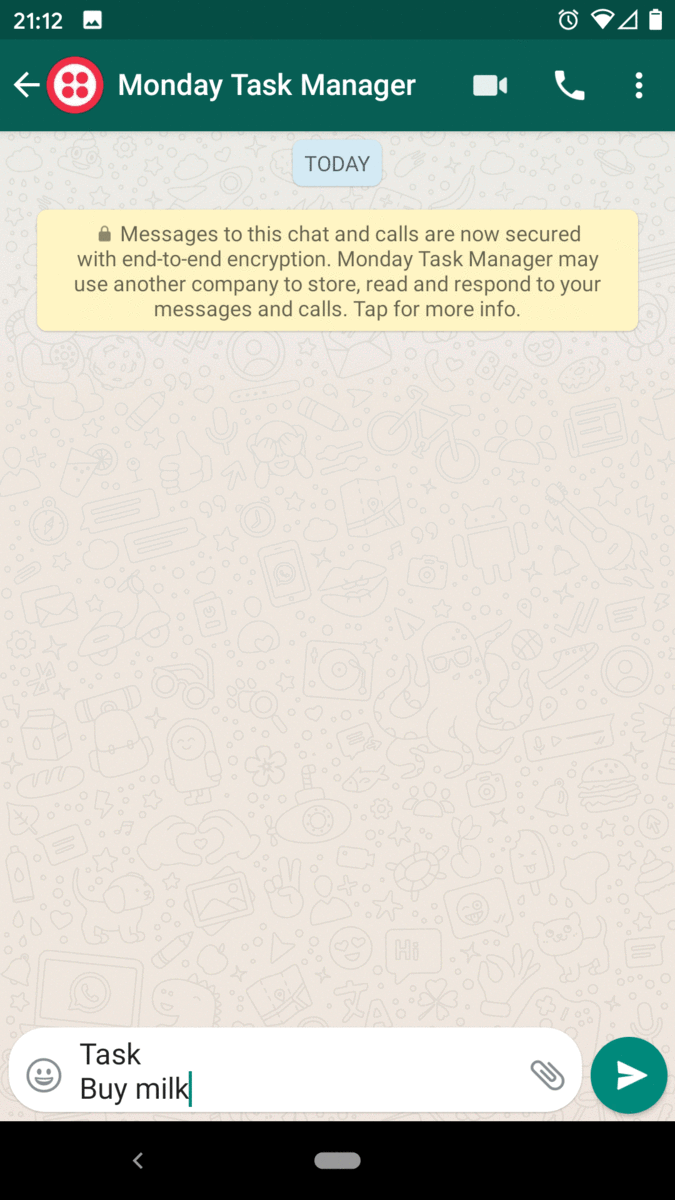 21:12
Monday Task Manager
TODAY
Messages to this chat and calls are now secured
with end-to-end encryption. Monday Task Manager may
use another company to store, read and respond to your
messages and calls. Tap for more info.
BFF
Hi
Task
Buy milk